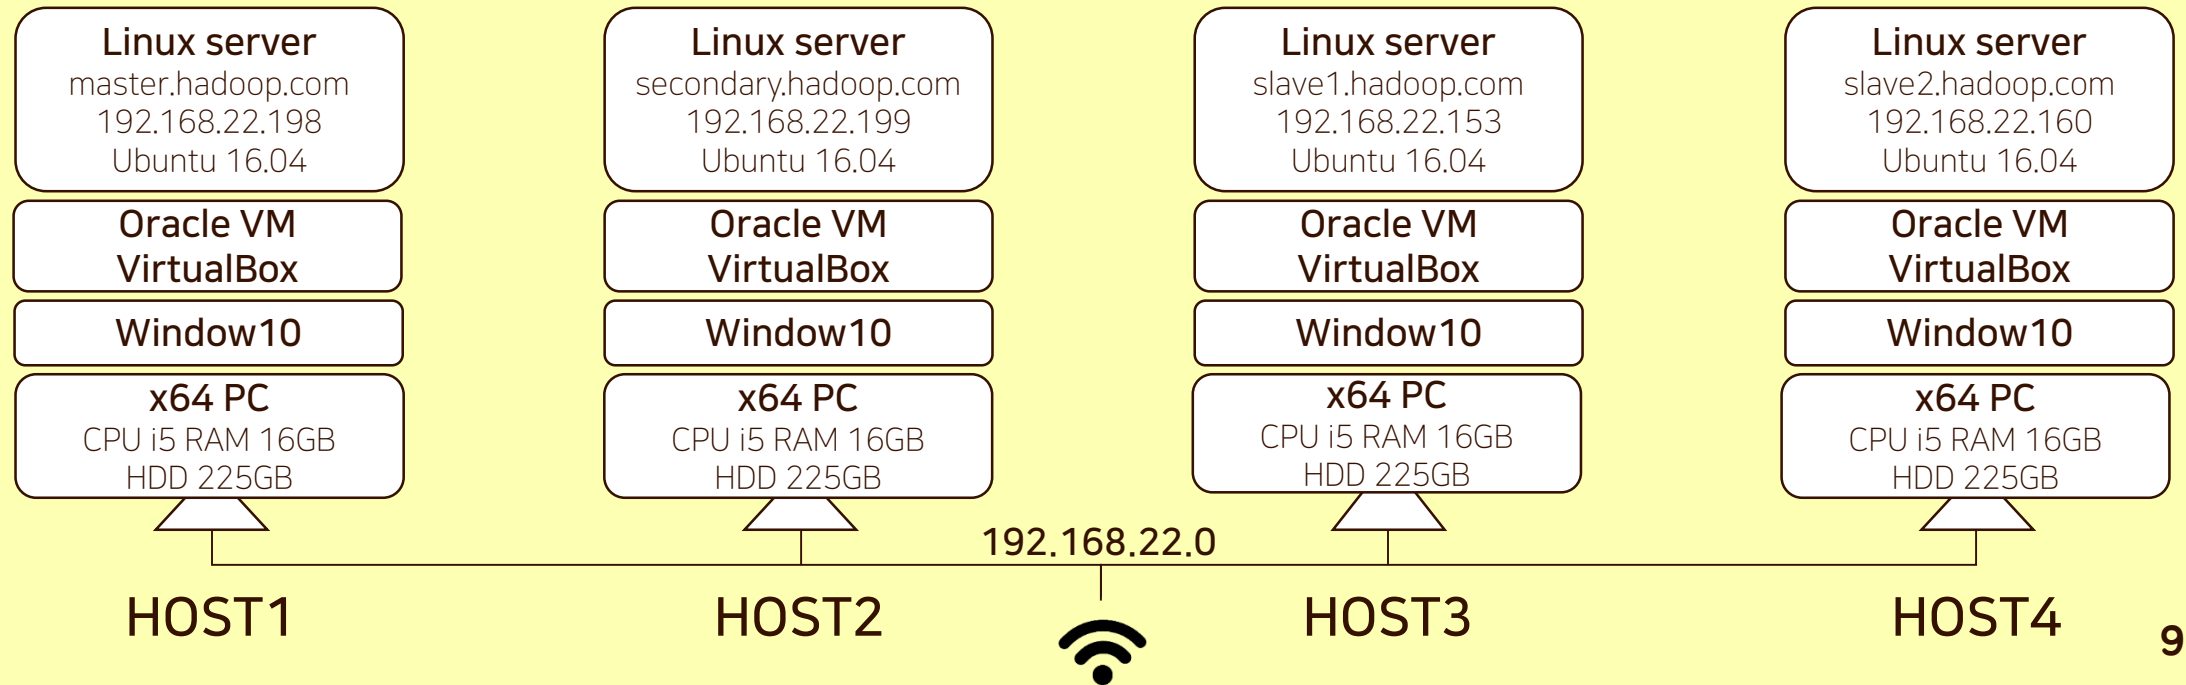 Linux server
master.hadoop.com
192.168.22.198
Ubuntu 16.04
Oracle VM
VirtualBox
Window10
x64 PC
CPU i5 RAM 16GB
HDD 225GB
HOST1
Linux server
secondary.hadoop.com
192.168.22.199
Ubuntu 16.04
Oracle VM
VirtualBox
Window10
x64 PC
CPU i5 RAM 16GB
HDD 225GB
HOST2
192.168.22.0
Linux server
slave1.hadoop.com
192.168.22.153
Ubuntu 16.04
Oracle VM
VirtualBox
Window10
x64 PC
CPU i5 RAM 16GB
HDD 225GB
HOST3
Linux server
slave2.hadoop.com
192.168.22.160
Ubuntu 16.04
Oracle VM
VirtualBox
Window10
x64 PC
CPU i5 RAM 16GB
HDD 225GB
HOST4
9